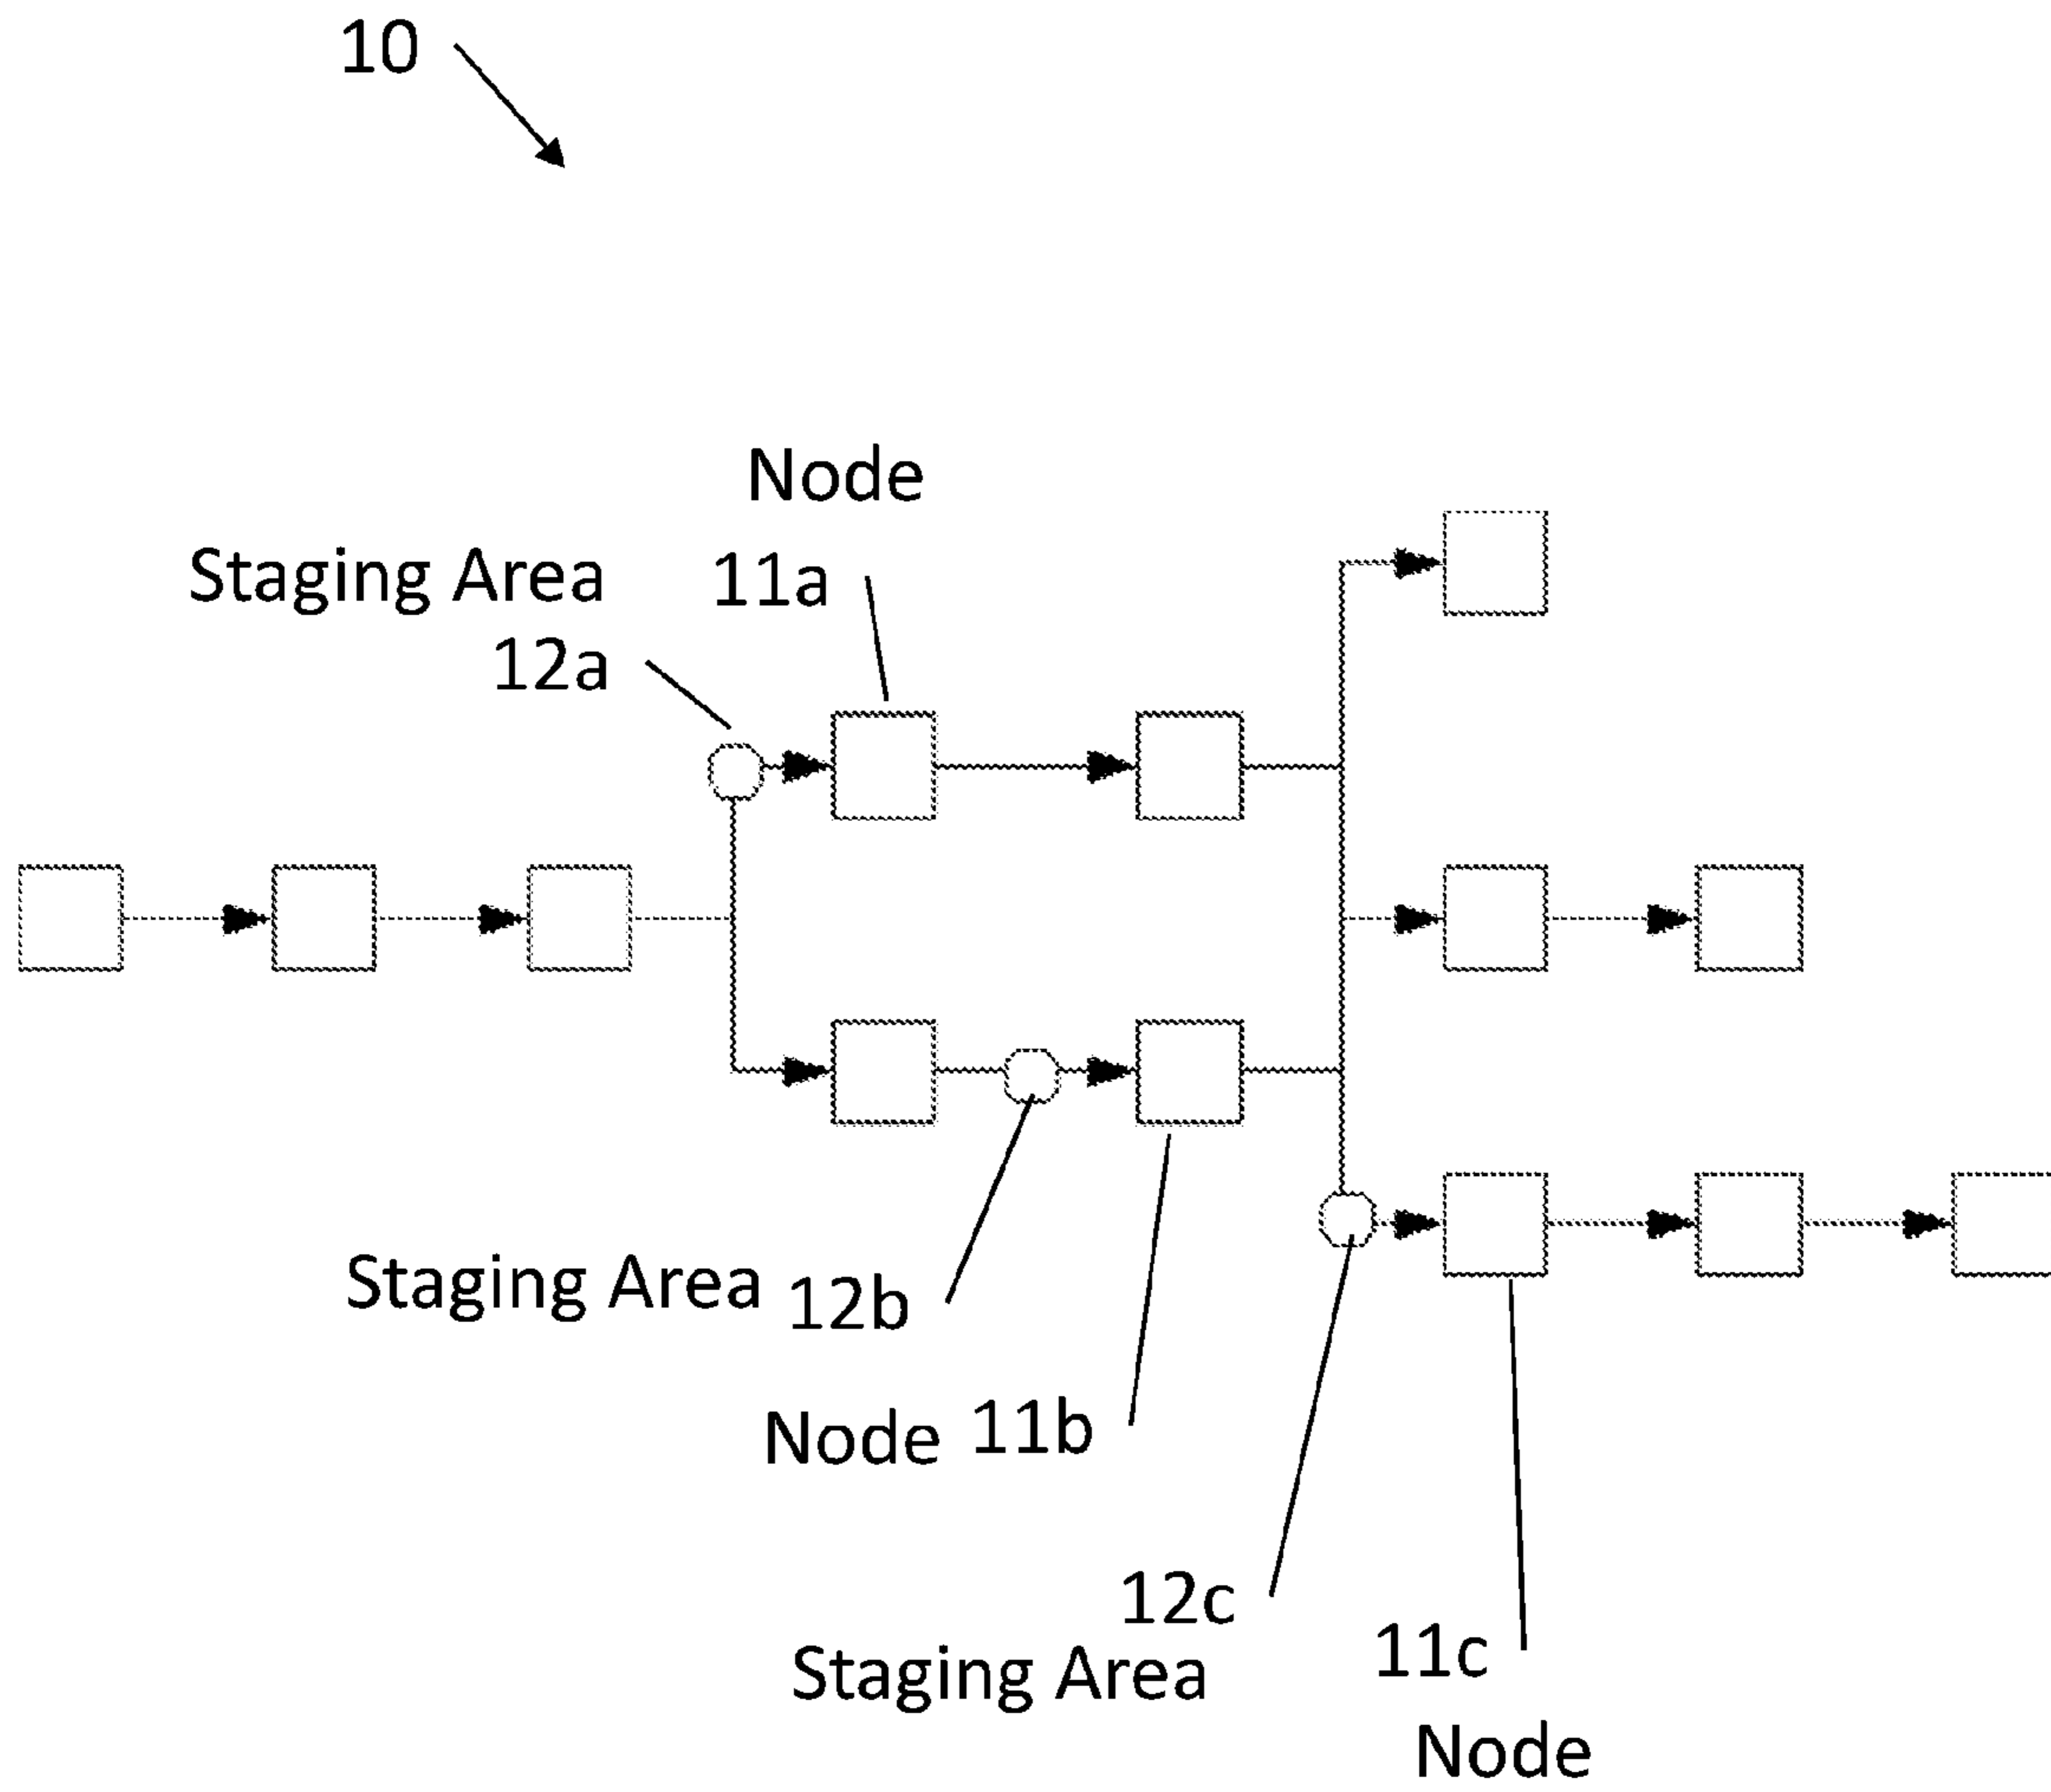 10
Node
11a
Staging Area
12a
Staging Area 12b
Node 11b
12c
Staging Area
11c
Node